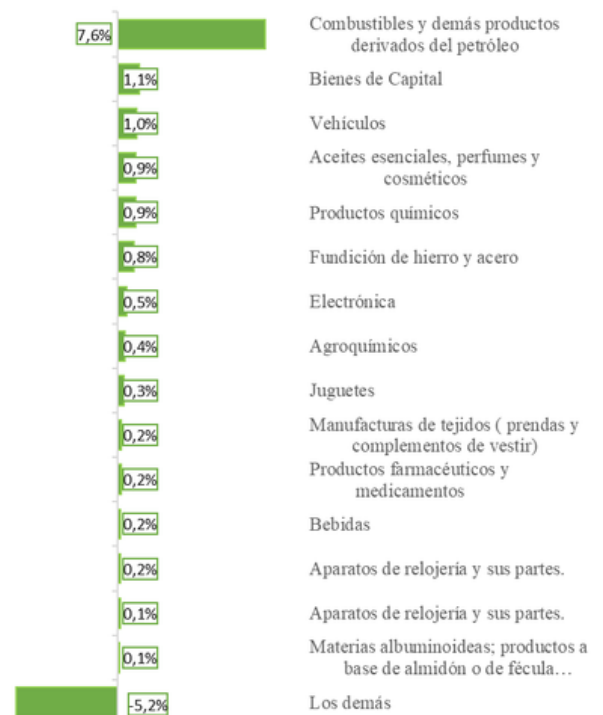 7,6%
Combustibles y demás productos
derivados del petróleo
1,1%
Bienes de Capital
1,0%
Vehículos
0,9%
Aceites esenciales, perfumes y
cosméticos
0,9%
Productos químicos
0,8%
Fundición de hierro y acero
0,5%
Electrónica
0,4%
Agroquímicos
0,3%
Juguetes
0,2%
Manufacturas de tejidos ( prendas y
complementos de vestir)
0,2%
Productos farmacéuticos y
medicamentos
0,2%
Bebidas
0,2%
Aparatos de relojería y sus partes.
0,1%
Aparatos de relojería y sus partes.
0,1%
Materias albuminoideas; productos a
base de almidón o de fécula…
-5,2%
Los demás